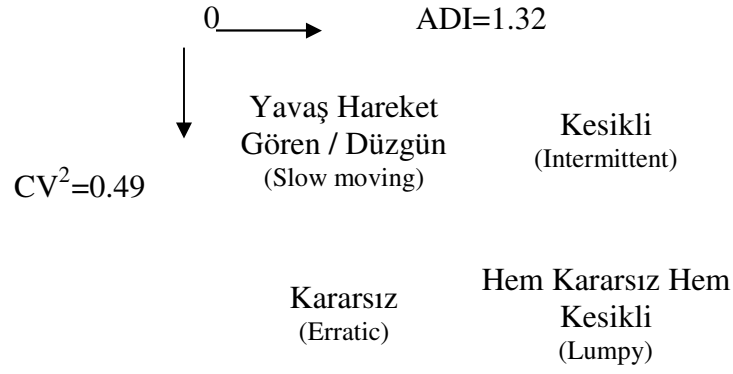 0 ADI=1.32
Yavaş Hareket
Gören / Düzgün
(Slow moving)
Kesikli
(Intermittent)
CV²=0.49
Kararsız
(Erratic)
Hem Kararsız Hem
Kesikli
(Lumpy)